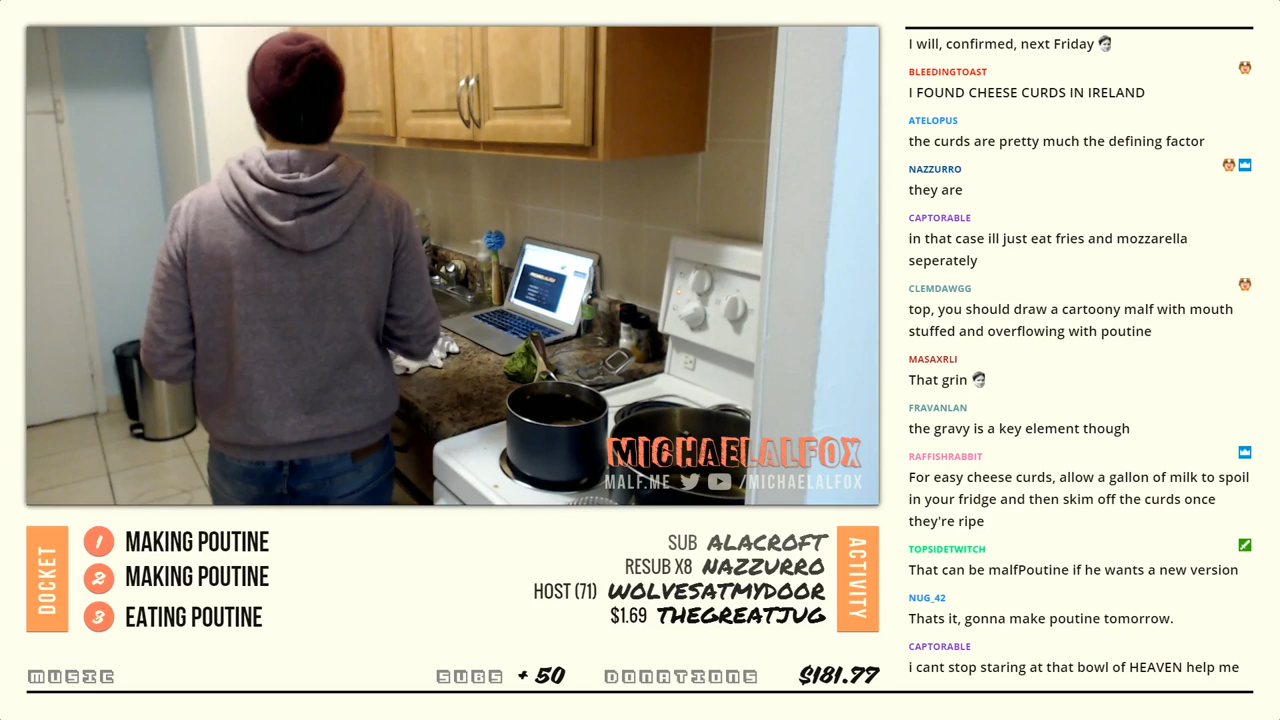 MICHAELALFOX
MALF.ME /MICHAELALFOX
DOCKET
1 MAKING POUTINE
2 MAKING POUTINE
3 EATING POUTINE
SUB ALACROFT
RESUB X8 NAZZURRO
HOST (71) WOLVESATMYDOOR
$1.69 THEGREATJUG
ACTIVITY
MUSIC
SUBS + 50
DONATIONS $181.77
I will, confirmed, next Friday
BLEEDINGTOAST
I FOUND CHEESE CURDS IN IRELAND
ATELOPUS
the curds are pretty much the defining factor
NAZZURRO
they are
CAPTORABLE
in that case ill just eat fries and mozzarella
seperately
CLEMDAWGG
top, you should draw a cartoony malf with mouth
stuffed and overflowing with poutine
MASAXRLI
That grin
FRAVANLAN
the gravy is a key element though
RAFFISHRABBIT
For easy cheese curds, allow a gallon of milk to spoil
in your fridge and then skim off the curds once
they're ripe
TOPSIDETWITCH
That can be malfPoutine if he wants a new version
NUG_42
Thats it, gonna make poutine tomorrow.
CAPTORABLE
i cant stop staring at that bowl of HEAVEN help me